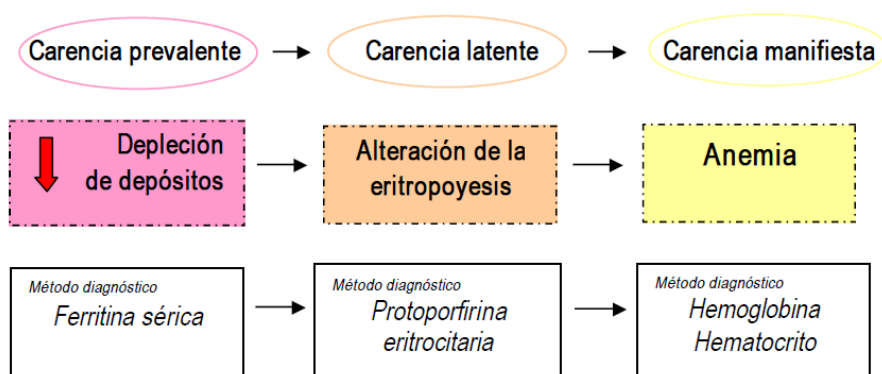 Carencia prevalente
Carencia latente
Carencia manifiesta
Depleción
de depósitos
Alteración de la
eritropoyesis
Anemia
Método diagnóstico
Ferritina sérica
Método diagnóstico
Protoporfirina
eritrocitaria
Método diagnóstico
Hemoglobina
Hematocrito